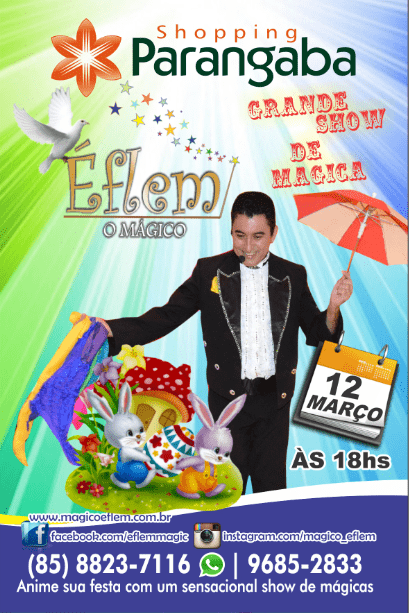 Shopping
Parangaba
GRANDE
SHOW
DE
MAGICA
Éflem
O MÁGICO
12
MARÇO
ÀS 18hs
www.magicoeflem.com.br
facebook.com/eflemmagic instagram.com/magico_eflem
(85) 8823-7116 | 9685-2833
Anime sua festa com um sensacional show de mágicas